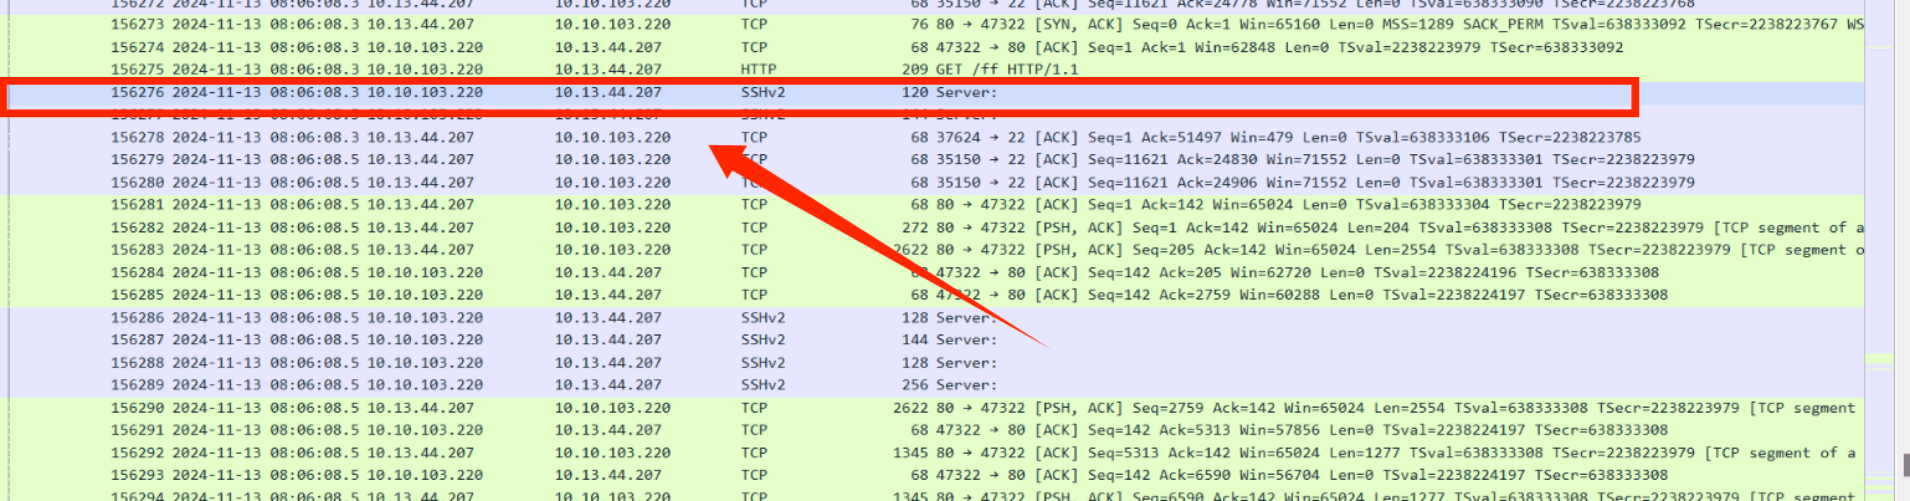 156272 2024-11-13 08:06:08.3 10.13.44.207 10.10.103.220 TCP 68 35150 → 22 [ACK] Seq=11621 Ack=24778 Win=71552 Len=0 TSval=638333090 TSecr=2238223768
156273 2024-11-13 08:06:08.3 10.13.44.207 10.10.103.220 TCP 76 80 → 47322 [SYN, ACK] Seq=0 Ack=1 Win=65160 Len=0 MSS=1289 SACK_PERM TSval=638333092 TSecr=2238223767 WS
156274 2024-11-13 08:06:08.3 10.10.103.220 10.13.44.207 TCP 68 47322 → 80 [ACK] Seq=1 Ack=1 Win=62848 Len=0 TSval=2238223979 TSecr=638333092
156275 2024-11-13 08:06:08.3 10.10.103.220 10.13.44.207 HTTP 209 GET /ff HTTP/1.1
156276 2024-11-13 08:06:08.3 10.10.103.220 10.13.44.207 SSHv2 120 Server:
156278 2024-11-13 08:06:08.3 10.13.44.207 10.10.103.220 TCP 68 37624 → 22 [ACK] Seq=1 Ack=51497 Win=479 Len=0 TSval=638333106 TSecr=2238223785
156279 2024-11-13 08:06:08.5 10.13.44.207 10.10.103.220 TCP 68 35150 → 22 [ACK] Seq=11621 Ack=24830 Win=71552 Len=0 TSval=638333301 TSecr=2238223979
156280 2024-11-13 08:06:08.5 10.13.44.207 10.10.103.220 68 35150 → 22 [ACK] Seq=11621 Ack=24906 Win=71552 Len=0 TSval=638333301 TSecr=2238223979
156281 2024-11-13 08:06:08.5 10.13.44.207 10.10.103.220 TCP 68 80 → 47322 [ACK] Seq=1 Ack=142 Win=65024 Len=0 TSval=638333304 TSecr=2238223979
156282 2024-11-13 08:06:08.5 10.13.44.207 10.10.103.220 TCP 272 80 → 47322 [PSH, ACK] Seq=1 Ack=142 Win=65024 Len=204 TSval=638333308 TSecr=2238223979 [TCP segment of a
156283 2024-11-13 08:06:08.5 10.13.44.207 10.10.103.220 TCP 2622 80 → 47322 [PSH, ACK] Seq=205 Ack=142 Win=65024 Len=2554 TSval=638333308 TSecr=2238223979 [TCP segment o
156284 2024-11-13 08:06:08.5 10.10.103.220 10.13.44.207 TCP 68 47322 → 80 [ACK] Seq=142 Ack=205 Win=62720 Len=0 TSval=2238224196 TSecr=638333308
156285 2024-11-13 08:06:08.5 10.10.103.220 10.13.44.207 TCP 68 47322 → 80 [ACK] Seq=142 Ack=2759 Win=60288 Len=0 TSval=2238224197 TSecr=638333308
156286 2024-11-13 08:06:08.5 10.10.103.220 10.13.44.207 SSHv2 128 Server:
156287 2024-11-13 08:06:08.5 10.10.103.220 10.13.44.207 SSHv2 144 Server:
156288 2024-11-13 08:06:08.5 10.10.103.220 10.13.44.207 SSHv2 128 Server:
156289 2024-11-13 08:06:08.5 10.10.103.220 10.13.44.207 SSHv2 256 Server:
156290 2024-11-13 08:06:08.5 10.13.44.207 10.10.103.220 TCP 2622 80 → 47322 [PSH, ACK] Seq=2759 Ack=142 Win=65024 Len=2554 TSval=638333308 TSecr=2238223979 [TCP segment
156291 2024-11-13 08:06:08.5 10.10.103.220 10.13.44.207 TCP 68 47322 → 80 [ACK] Seq=142 Ack=5313 Win=57856 Len=0 TSval=2238224197 TSecr=638333308
156292 2024-11-13 08:06:08.5 10.13.44.207 10.10.103.220 TCP 1345 80 → 47322 [ACK] Seq=5313 Ack=142 Win=65024 Len=1277 TSval=638333308 TSecr=2238223979 [TCP segment of a
156293 2024-11-13 08:06:08.5 10.10.103.220 10.13.44.207 TCP 68 47322 → 80 [ACK] Seq=142 Ack=6590 Win=56704 Len=0 TSval=2238224197 TSecr=638333308
156294 2024-11-13 08:06:08.5 10.13.44.207 10.10.103.220 TCP 1345 80 → 47322 [PSH, ACK] Seq=6590 Ack=142 Win=65024 Len=1277 TSval=638333308 TSecr=2238223979 [TCP segment